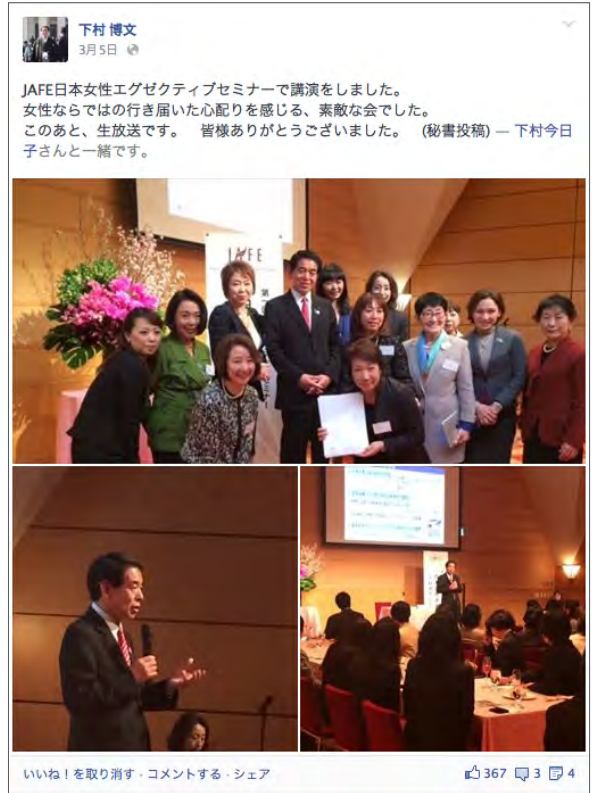 下村 博文
3月5日
JAFE日本女性エグゼクティブセミナーで講演をしました。
女性ならではの行き届いた心配りを感じる、素敵な会でした。
このあと、生放送です。　皆様ありがとうございました。　(秘書投稿) — 下村今日
子さんと一緒です。
JAFE
第
セミナー
いいね！を取り消す · コメントする · シェア
367 3 4